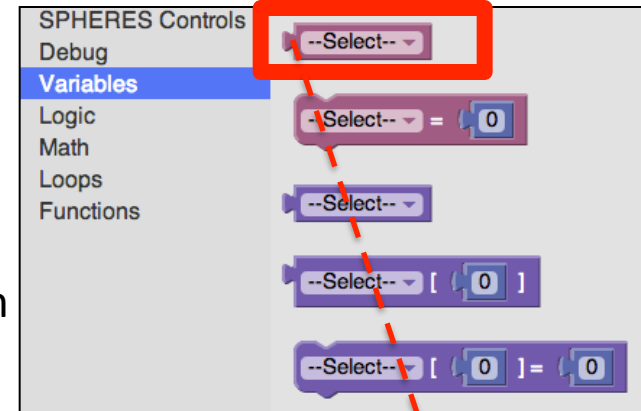 SPHERES Controls
Debug
Variables
Logic
Math
Loops
Functions
n
--Select--
--Select-- = 0
--Select--
--Select-- [ 0 ]
--Select-- [ 0 ] = 0